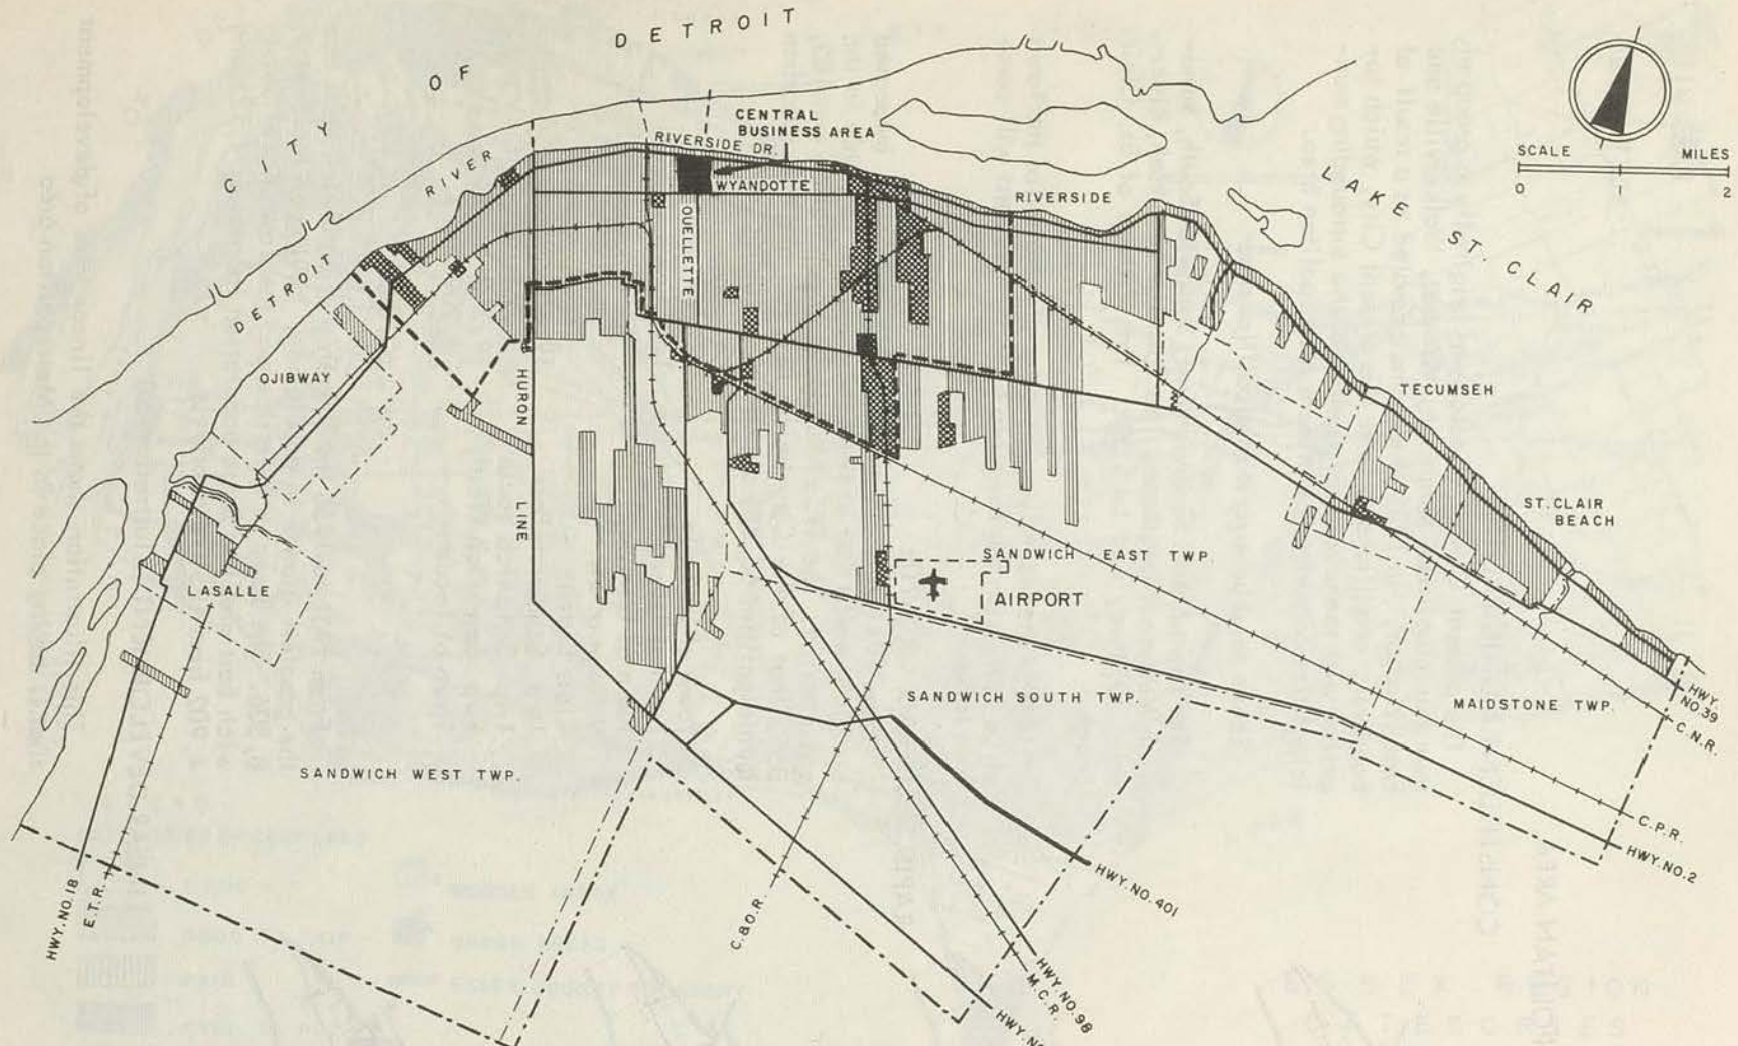 CITY OF DETROIT
DETROIT RIVER
CENTRAL
BUSINESS AREA
RIVERSIDE DR.
WYANDOTTE
OUELLETTE
RIVERSIDE
LAKE ST. CLAIR
SCALE MILES
0 1 2
OJIBWAY
HURON LINE
TECUMSEH
ST. CLAIR
BEACH
LASALLE
SANDWICH EAST TWP.
AIRPORT
SANDWICH SOUTH TWP.
MAIDSTONE TWP.
SANDWICH WEST TWP.
HWY.
NO.39
C.N.R.
C.P.R.
HWY. NO.2
HWY. NO. 401
HWY. NO. 98
M.C.R.
HWY. NO.
C.&O.R.
HWY. NO. 18
E.T.R.